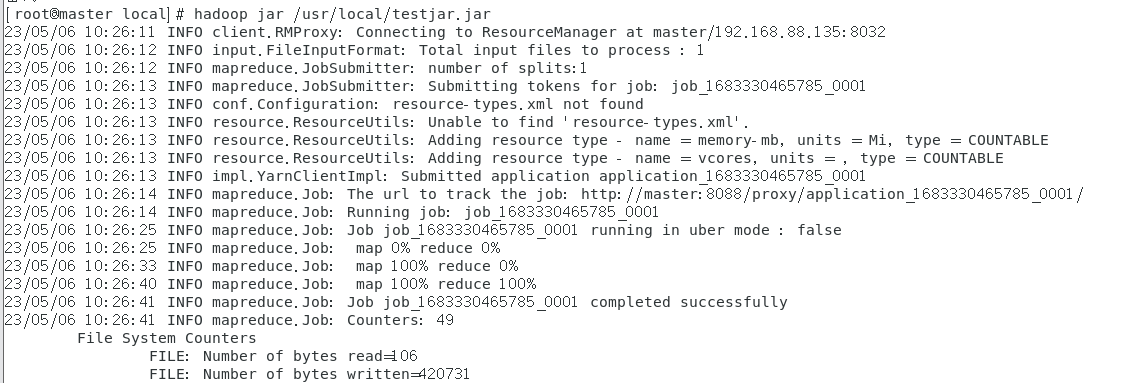 [root@master local]# hadoop jar /usr/local/testjar.jar
23/05/06 10:26:11 INFO client.RMProxy: Connecting to ResourceManager at master/192.168.88.135:8032
23/05/06 10:26:12 INFO input.FileInputFormat: Total input files to process : 1
23/05/06 10:26:12 INFO mapreduce.JobSubmitter: number of splits:1
23/05/06 10:26:13 INFO mapreduce.JobSubmitter: Submitting tokens for job: job_1683330465785_0001
23/05/06 10:26:13 INFO conf.Configuration: resource-types.xml not found
23/05/06 10:26:13 INFO resource.ResourceUtils: Unable to find 'resource-types.xml'.
23/05/06 10:26:13 INFO resource.ResourceUtils: Adding resource type - name = memory-mb, units = Mi, type = COUNTABLE
23/05/06 10:26:13 INFO resource.ResourceUtils: Adding resource type - name = vcores, units = , type = COUNTABLE
23/05/06 10:26:13 INFO impl.YarnClientImpl: Submitted application application_1683330465785_0001
23/05/06 10:26:14 INFO mapreduce.Job: The url to track the job: http://master:8088/proxy/application_1683330465785_0001/
23/05/06 10:26:14 INFO mapreduce.Job: Running job: job_1683330465785_0001
23/05/06 10:26:25 INFO mapreduce.Job: Job job_1683330465785_0001 running in uber mode : false
23/05/06 10:26:25 INFO mapreduce.Job:  map 0% reduce 0%
23/05/06 10:26:33 INFO mapreduce.Job:  map 100% reduce 0%
23/05/06 10:26:40 INFO mapreduce.Job:  map 100% reduce 100%
23/05/06 10:26:41 INFO mapreduce.Job: Job job_1683330465785_0001 completed successfully
23/05/06 10:26:41 INFO mapreduce.Job: Counters: 49
File System Counters
FILE: Number of bytes read=106
FILE: Number of bytes written=420731